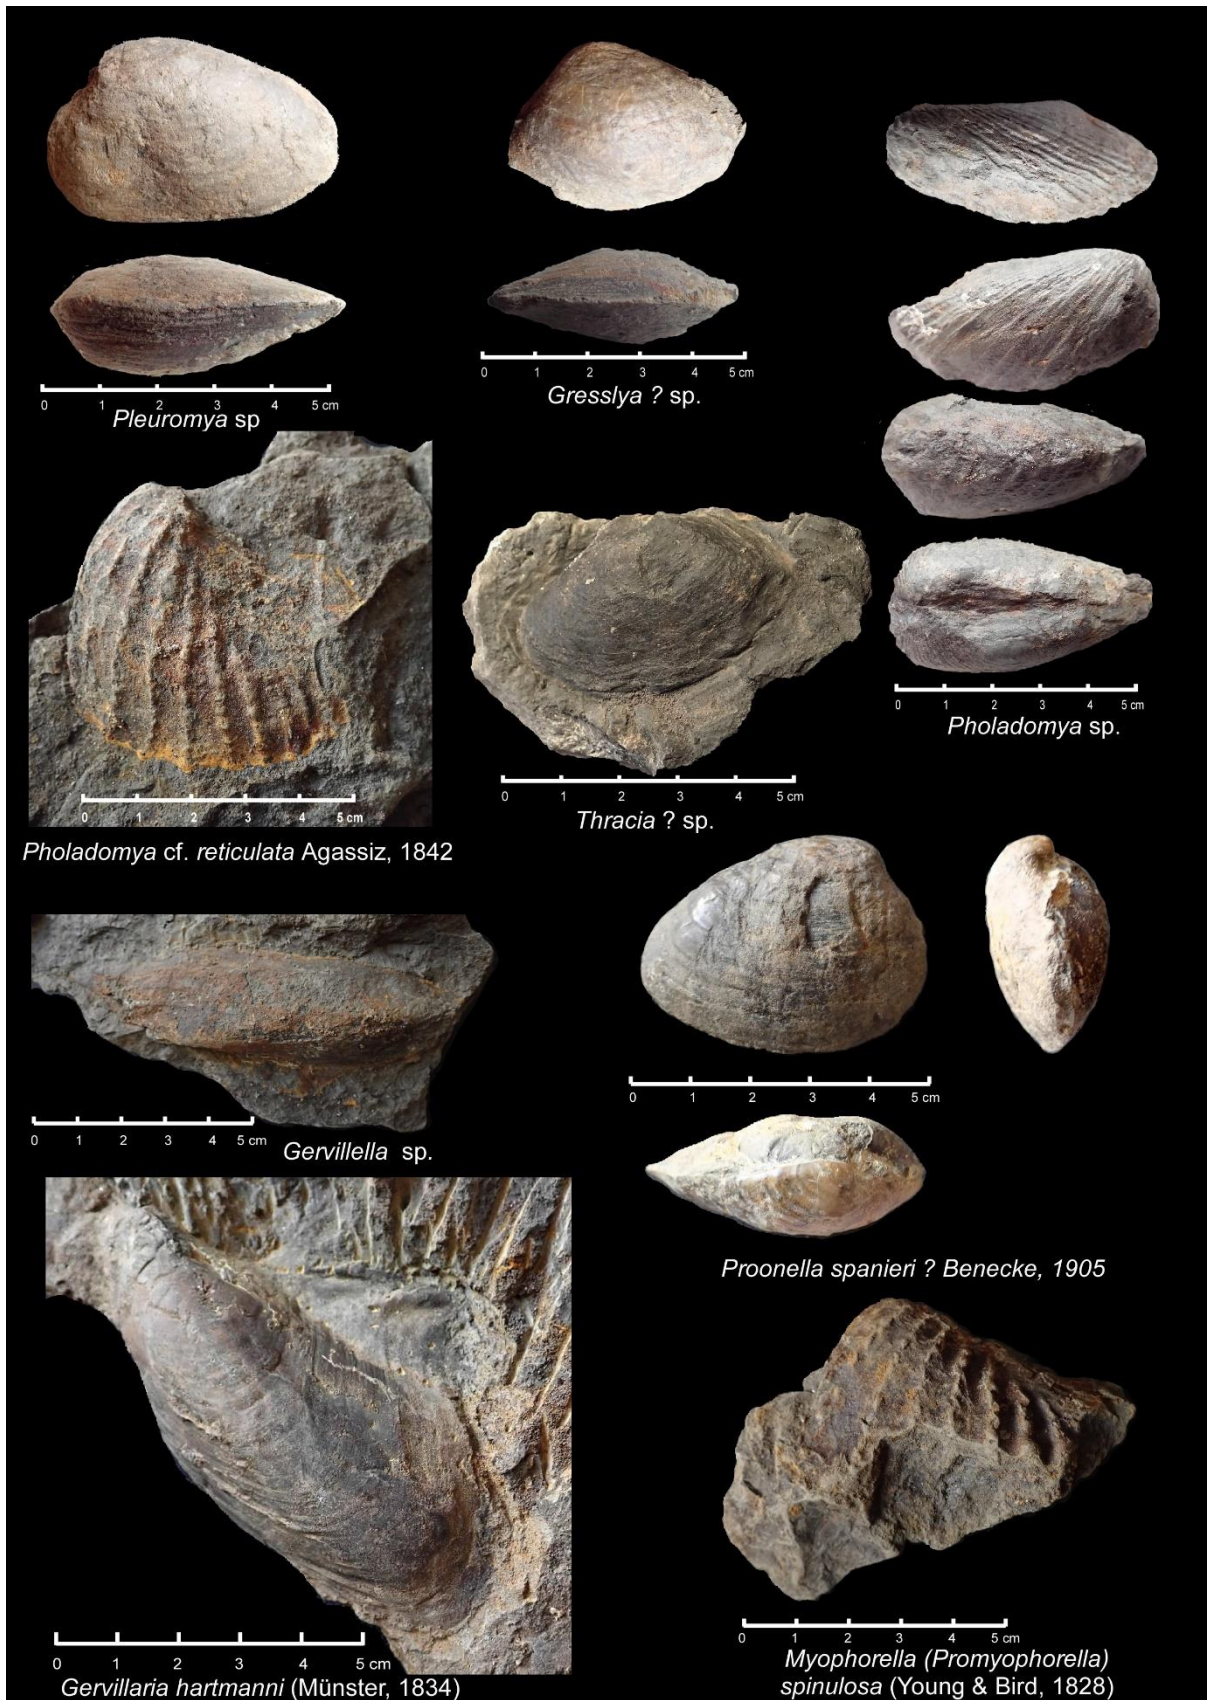 0 1 2 3 4 5 cm
Pleuromya sp
0 1 2 3 4 5 cm
Gresslya ? sp.
0 1 2 3 4 5 cm
Pholadomya sp.
0 1 2 3 4 5 cm
Pholadomya cf. reticulata Agassiz, 1842
0 1 2 3 4 5 cm
Thracia ? sp.
0 1 2 3 4 5 cm
Gervillella sp.
0 1 2 3 4 5 cm
Proonella spanieri ? Benecke, 1905
0 1 2 3 4 5 cm
Gervillaria hartmanni (Münster, 1834)
0 1 2 3 4 5 cm
Myophorella (Promyophorella)
spinulosa (Young & Bird, 1828)